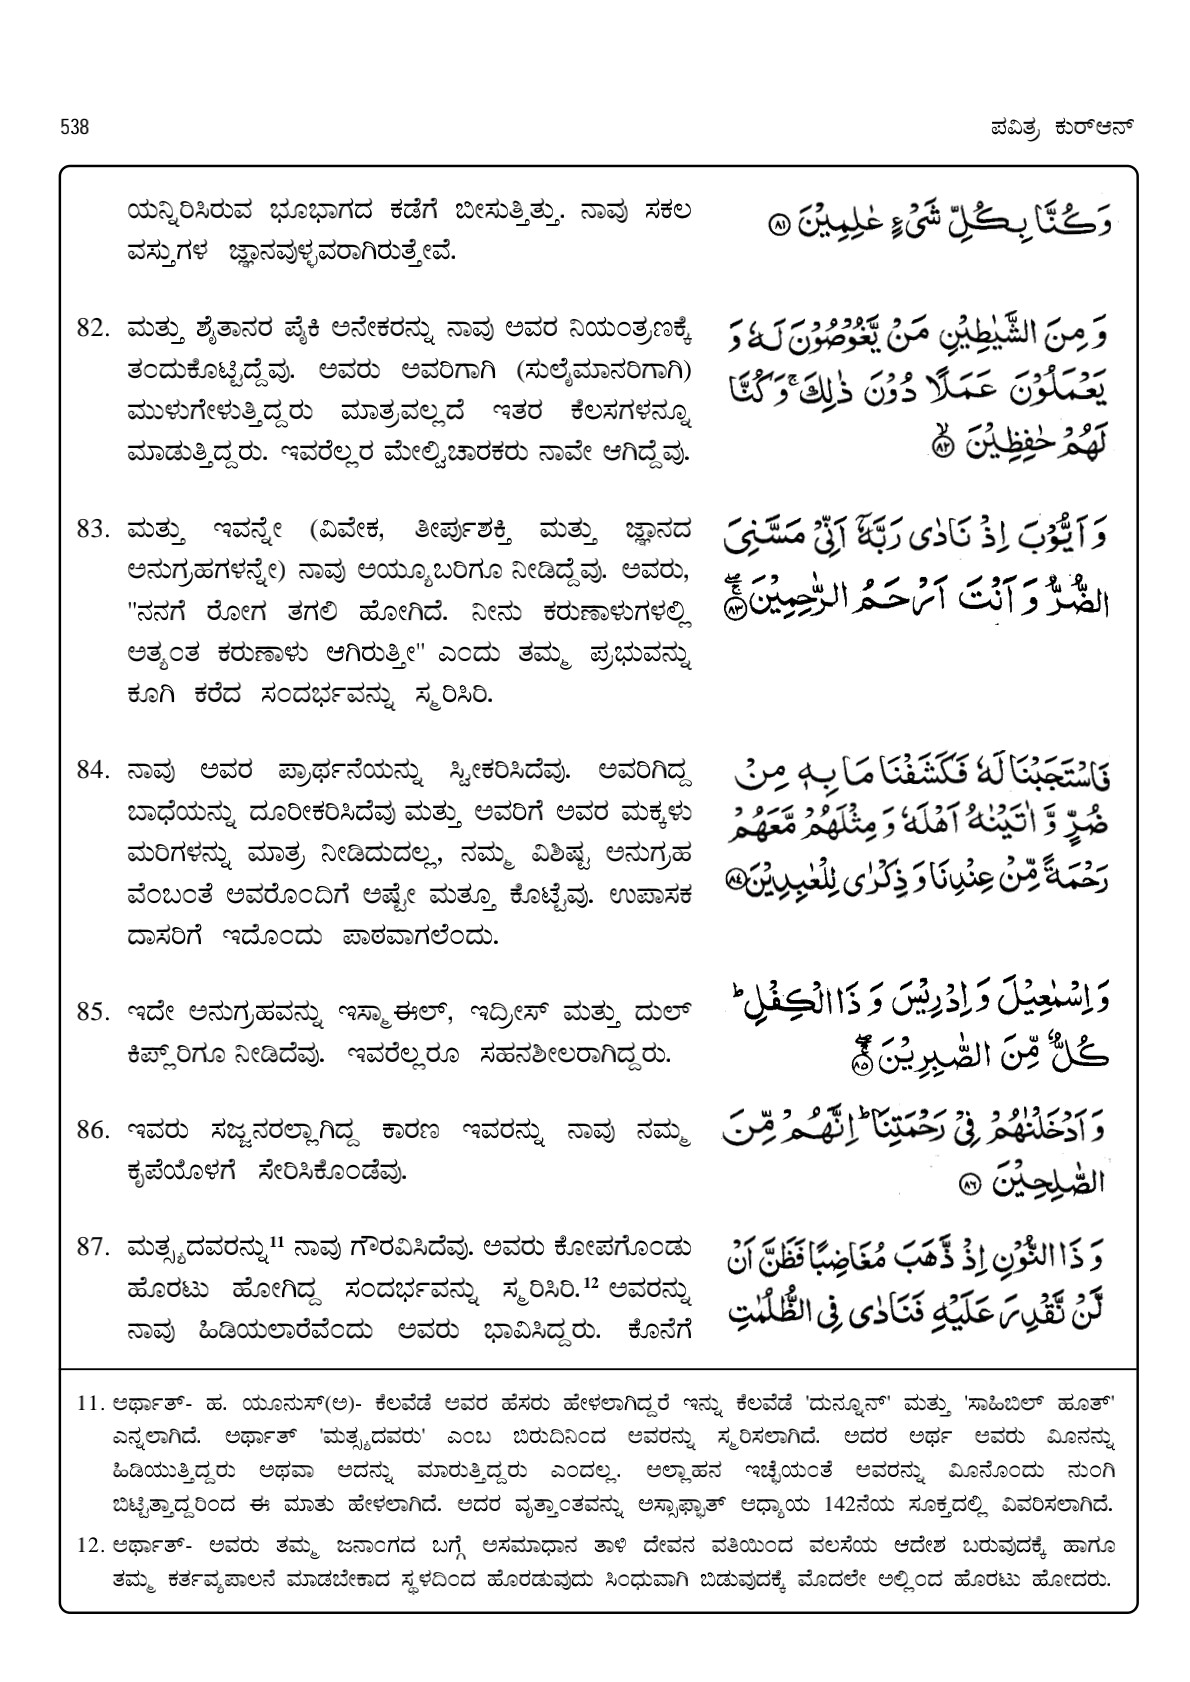 538
ಪವಿತ್ರ ಕುರ್‌ಆನ್
ಯನ್ನಿರಿಸಿರುವ ಭೂಭಾಗದ ಕಡೆಗೆ ಬೀಸುತ್ತಿತ್ತು. ನಾವು ಸಕಲ
ವಸ್ತುಗಳ ಜ್ಞಾನವುಳ್ಳವರಾಗಿರುತ್ತೇವೆ.
وَكُنَّا بِكُلِّ شَيْءٍ عٰلِمِيْنَ ۝٨١
82. ಮತ್ತು ಶೈತಾನರ ಪೈಕಿ ಅನೇಕರನ್ನು ನಾವು ಅವರ ನಿಯಂತ್ರಣಕ್ಕೆ
ತಂದುಕೊಟ್ಟಿದ್ದೆವು. ಅವರು ಅವರಿಗಾಗಿ (ಸುಲೈಮಾನರಿಗಾಗಿ)
ಮುಳುಗೇಳುತ್ತಿದ್ದರು ಮಾತ್ರವಲ್ಲದೆ ಇತರ ಕೆಲಸಗಳನ್ನೂ
ಮಾಡುತ್ತಿದ್ದರು. ಇವರೆಲ್ಲರ ಮೇಲ್ವಿಚಾರಕರು ನಾವೇ ಆಗಿದ್ದೆವು.
وَمِنَ الشَّيٰطِيْنِ مَنْ يَّغُوْصُوْنَ لَهٗ وَ
يَعْمَلُوْنَ عَمَلًا دُوْنَ ذٰلِكَ ۚ وَكُنَّا
لَهُمْ حٰفِظِيْنَ ۙ۝٨٢
83. ಮತ್ತು ಇವನ್ನೇ (ವಿವೇಕ, ತೀರ್ಪುಶಕ್ತಿ ಮತ್ತು ಜ್ಞಾನದ
ಅನುಗ್ರಹಗಳನ್ನೇ) ನಾವು ಅಯ್ಯೂಬರಿಗೂ ನೀಡಿದ್ದೆವು. ಅವರು,
"ನನಗೆ ರೋಗ ತಗಲಿ ಹೋಗಿದೆ. ನೀನು ಕರುಣಾಳುಗಳಲ್ಲಿ
ಅತ್ಯಂತ ಕರುಣಾಳು ಆಗಿರುತ್ತೀ" ಎಂದು ತಮ್ಮ ಪ್ರಭುವನ್ನು
ಕೂಗಿ ಕರೆದ ಸಂದರ್ಭವನ್ನು ಸ್ಮರಿಸಿರಿ.
وَاَيُّوْبَ اِذْ نَادٰى رَبَّهٗٓ اَنِّيْ مَسَّنِيَ
الضُّرُّ وَاَنْتَ اَرْحَمُ الرّٰحِمِيْنَ ۝٨٣
84. ನಾವು ಅವರ ಪ್ರಾರ್ಥನೆಯನ್ನು ಸ್ವೀಕರಿಸಿದೆವು. ಅವರಿಗಿದ್ದ
ಬಾಧೆಯನ್ನು ದೂರೀಕರಿಸಿದೆವು ಮತ್ತು ಅವರಿಗೆ ಅವರ ಮಕ್ಕಳು
ಮರಿಗಳನ್ನು ಮಾತ್ರ ನೀಡಿದುದಲ್ಲ, ನಮ್ಮ ವಿಶಿಷ್ಟ ಅನುಗ್ರಹ
ವೆಂಬಂತೆ ಅವರೊಂದಿಗೆ ಅಷ್ಟೇ ಮತ್ತೂ ಕೊಟ್ಟೆವು. ಉಪಾಸಕ
ದಾಸರಿಗೆ ಇದೊಂದು ಪಾಠವಾಗಲೆಂದು.
فَاسْتَجَبْنَا لَهٗ فَكَشَفْنَا مَا بِهٖ مِنْ
ضُرٍّ وَّاٰتَيْنٰهُ اَهْلَهٗ وَمِثْلَهُمْ مَّعَهُمْ
رَحْمَةً مِّنْ عِنْدِنَا وَذِكْرٰى لِلْعٰبِدِيْنَ ۝٨٤
85. ಇದೇ ಅನುಗ್ರಹವನ್ನು ಇಸ್ಮಾಈಲ್, ಇದ್ರೀಸ್ ಮತ್ತು ದುಲ್
ಕಿಪ್ಲ್‌ರಿಗೂ ನೀಡಿದೆವು. ಇವರೆಲ್ಲರೂ ಸಹನಶೀಲರಾಗಿದ್ದರು.
وَاِسْمٰعِيْلَ وَاِدْرِيْسَ وَذَا الْكِفْلِ ؕ
كُلٌّ مِّنَ الصّٰبِرِيْنَ ۝٨٥
86. ಇವರು ಸಜ್ಜನರಲ್ಲಾಗಿದ್ದ ಕಾರಣ ಇವರನ್ನು ನಾವು ನಮ್ಮ
ಕೃಪೆಯೊಳಗೆ ಸೇರಿಸಿಕೊಂಡೆವು.
وَاَدْخَلْنٰهُمْ فِيْ رَحْمَتِنَا ؕ اِنَّهُمْ مِّنَ
الصّٰلِحِيْنَ ۝٨٦
87. ಮತ್ಸ್ಯದವರನ್ನು¹¹ ನಾವು ಗೌರವಿಸಿದೆವು. ಅವರು ಕೋಪಗೊಂಡು
ಹೊರಟು ಹೋಗಿದ್ದ ಸಂದರ್ಭವನ್ನು ಸ್ಮರಿಸಿರಿ.¹² ಅವರನ್ನು
ನಾವು ಹಿಡಿಯಲಾರೆವೆಂದು ಅವರು ಭಾವಿಸಿದ್ದರು. ಕೊನೆಗೆ
وَذَا النُّوْنِ اِذْ ذَّهَبَ مُغَاضِبًا فَظَنَّ اَنْ
لَّنْ نَّقْدِرَ عَلَيْهِ فَنَادٰى فِى الظُّلُمٰتِ
11. ಅರ್ಥಾತ್- ಹ. ಯೂನುಸ್(ಅ)- ಕೆಲವೆಡೆ ಅವರ ಹೆಸರು ಹೇಳಲಾಗಿದ್ದರೆ ಇನ್ನು ಕೆಲವೆಡೆ 'ದುನ್ನೂನ್' ಮತ್ತು 'ಸಾಹಿಬಿಲ್ ಹೂತ್'
ಎನ್ನಲಾಗಿದೆ. ಅರ್ಥಾತ್ 'ಮತ್ಸ್ಯದವರು' ಎಂಬ ಬಿರುದಿನಿಂದ ಅವರನ್ನು ಸ್ಮರಿಸಲಾಗಿದೆ. ಅದರ ಅರ್ಥ ಅವರು ಮೀನನ್ನು
ಹಿಡಿಯುತ್ತಿದ್ದರು ಅಥವಾ ಅದನ್ನು ಮಾರುತ್ತಿದ್ದರು ಎಂದಲ್ಲ. ಅಲ್ಲಾಹನ ಇಚ್ಛೆಯಂತೆ ಅವರನ್ನು ಮೀನೊಂದು ನುಂಗಿ
ಬಿಟ್ಟಿತ್ತಾದ್ದರಿಂದ ಈ ಮಾತು ಹೇಳಲಾಗಿದೆ. ಅದರ ವೃತ್ತಾಂತವನ್ನು ಅಸ್ಸಾಫ್ಫಾತ್ ಅಧ್ಯಾಯ 142ನೆಯ ಸೂಕ್ತದಲ್ಲಿ ವಿವರಿಸಲಾಗಿದೆ.
12. ಅರ್ಥಾತ್- ಅವರು ತಮ್ಮ ಜನಾಂಗದ ಬಗ್ಗೆ ಅಸಮಾಧಾನ ತಾಳಿ ದೇವನ ವತಿಯಿಂದ ವಲಸೆಯ ಆದೇಶ ಬರುವುದಕ್ಕೆ ಹಾಗೂ
ತಮ್ಮ ಕರ್ತವ್ಯಪಾಲನೆ ಮಾಡಬೇಕಾದ ಸ್ಥಳದಿಂದ ಹೊರಡುವುದು ಸಿಂಧುವಾಗಿ ಬಿಡುವುದಕ್ಕೆ ಮೊದಲೇ ಅಲ್ಲಿಂದ ಹೊರಟು ಹೋದರು.